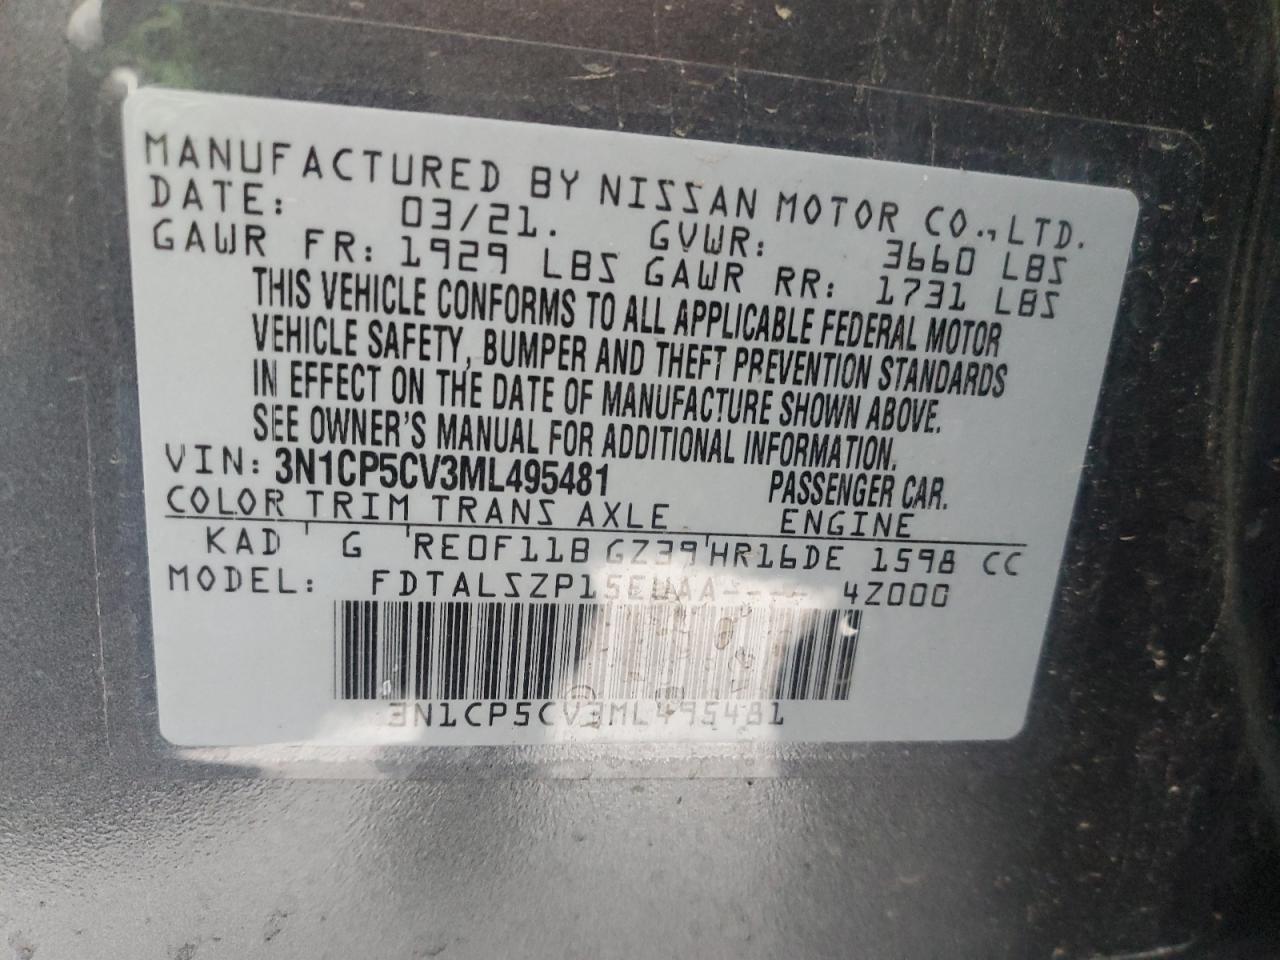 MANUFACTURED BY NISSAN MOTOR CO., LTD.
DATE: 03/21. GVWR: 3660 LBS
GAWR FR: 1929 LBS GAWR RR: 1731 LBS
THIS VEHICLE CONFORMS TO ALL APPLICABLE FEDERAL MOTOR
VEHICLE SAFETY, BUMPER AND THEFT PREVENTION STANDARDS
IN EFFECT ON THE DATE OF MANUFACTURE SHOWN ABOVE.
SEE OWNER'S MANUAL FOR ADDITIONAL INFORMATION.
VIN: 3N1CP5CV3ML495481 PASSENGER CAR.
COLOR TRIM TRANS AXLE ENGINE
KAD G RE0F11B GZ39 HR16DE 1598 CC
MODEL: FDTALSZP15EUAA---- 4Z000
3N1CP5CV3ML495481